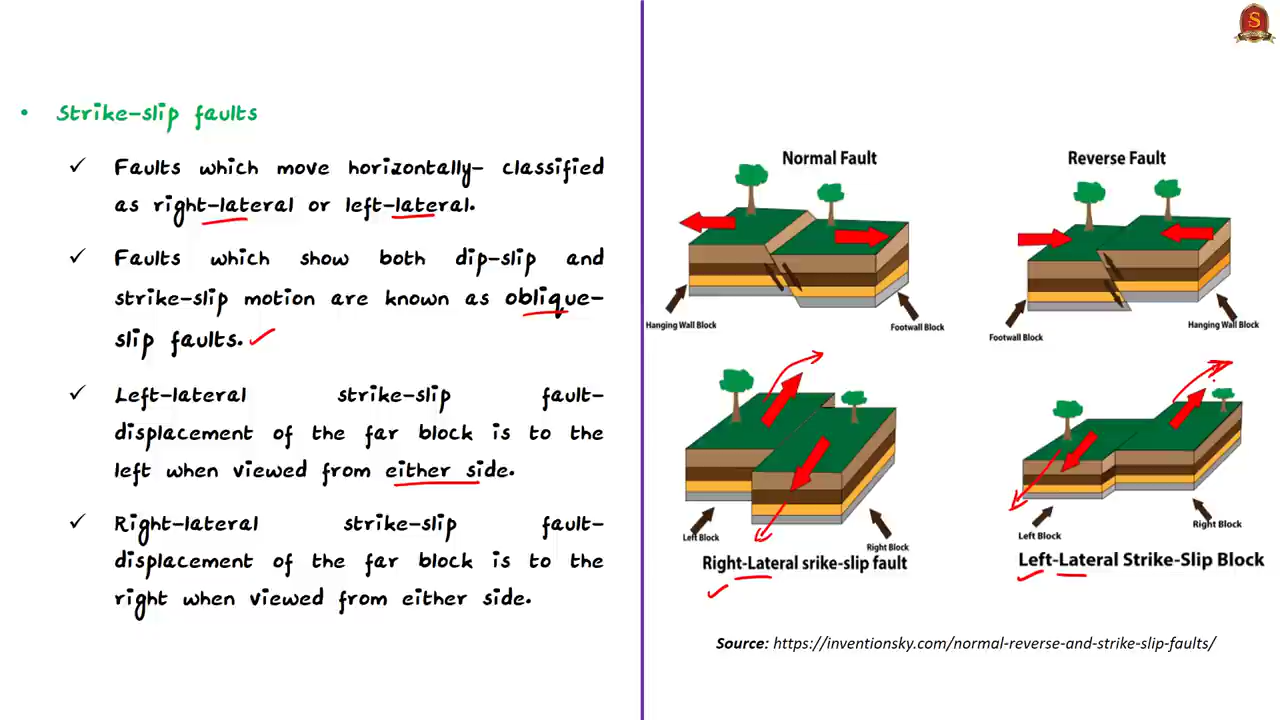 S
• Strike-slip faults
✓ Faults which move horizontally- classified
as right-lateral or left-lateral.
✓ Faults which show both dip-slip and
strike-slip motion are known as oblique-
slip faults.
✓ Left-lateral strike-slip fault-
displacement of the far block is to the
left when viewed from either side.
✓ Right-lateral strike-slip fault-
displacement of the far block is to the
right when viewed from either side.
Normal Fault
Hanging Wall Block
Footwall Block
Reverse Fault
Footwall Block
Hanging Wall Block
Left Block
Right Block
Right-Lateral srike-slip fault
Left Block
Right Block
Left-Lateral Strike-Slip Block
Source: https://inventionsky.com/normal-reverse-and-strike-slip-faults/